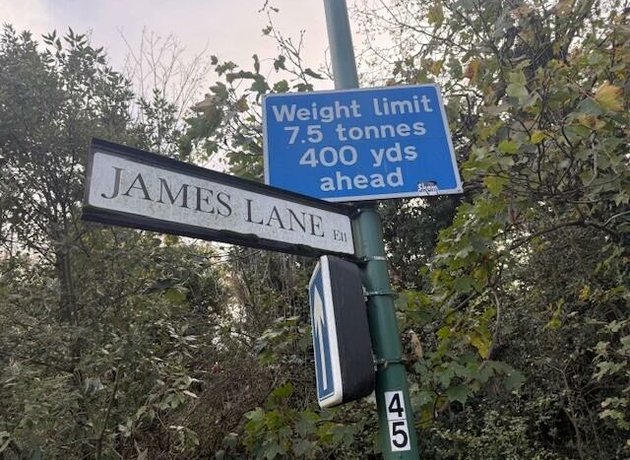 Weight limit
7.5 tonnes
400 yds
ahead
JAMES LANE E11
4
5